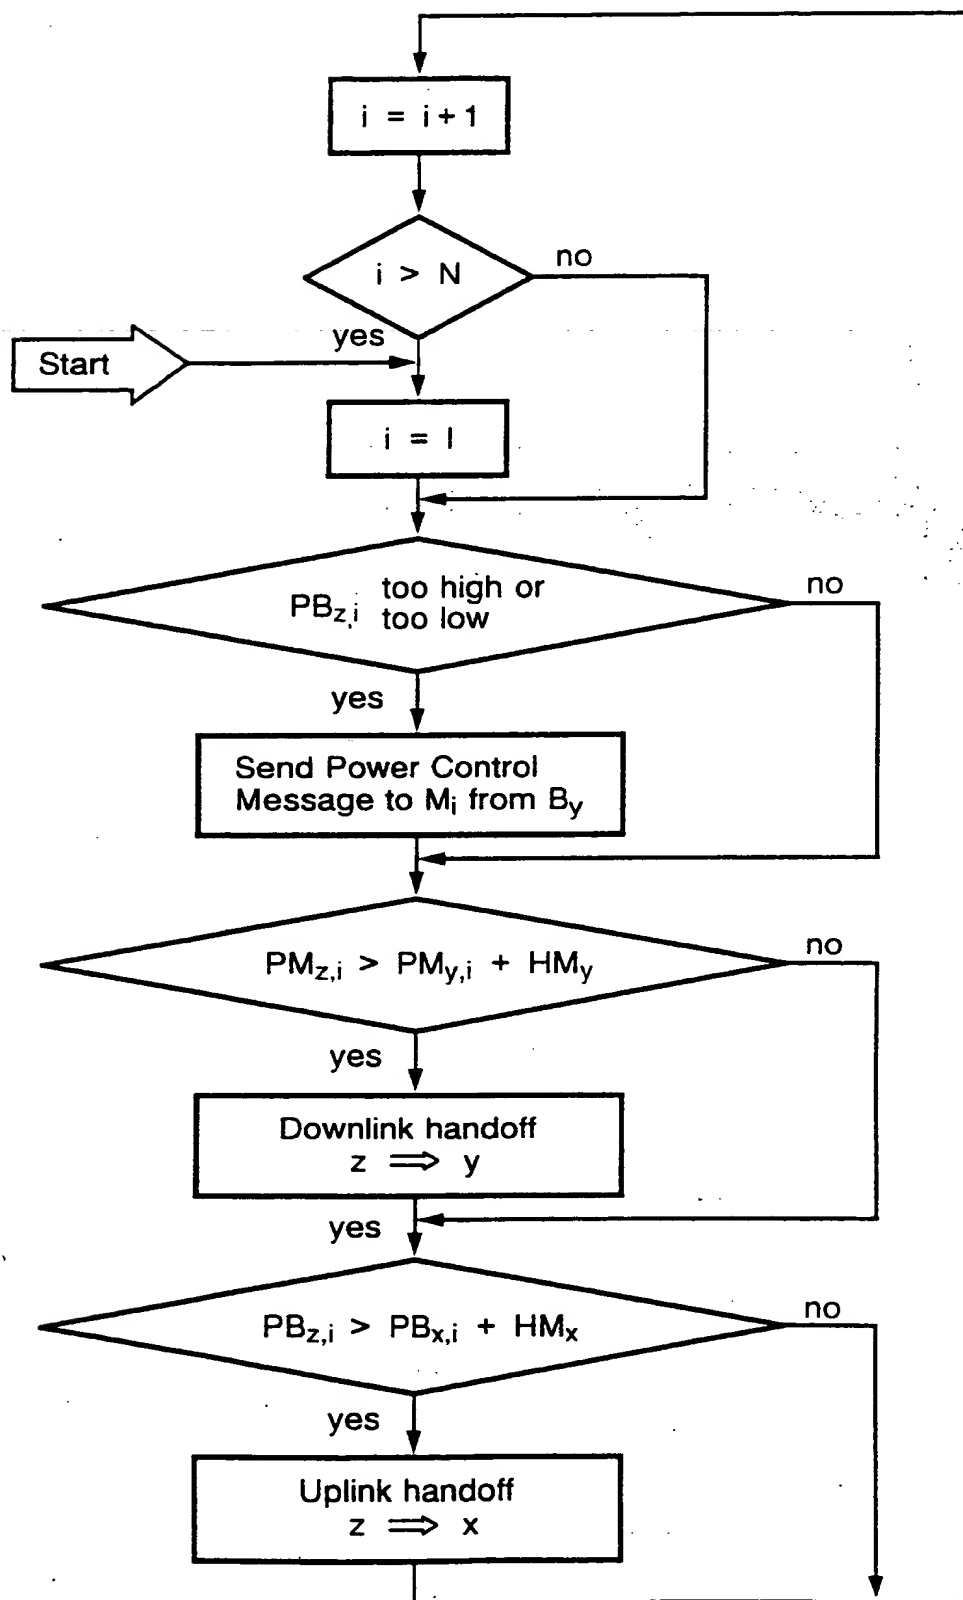 i = i+1
i > N
no
yes
Start
i = I
PBz,i too high or too low
no
yes
Send Power Control
Message to Mi from By
PMz,i > PMy,i + HMy
no
yes
Downlink handoff
z ⟹ y
yes
PBz,i > PBx,i + HMx
no
yes
Uplink handoff
z ⟹ x